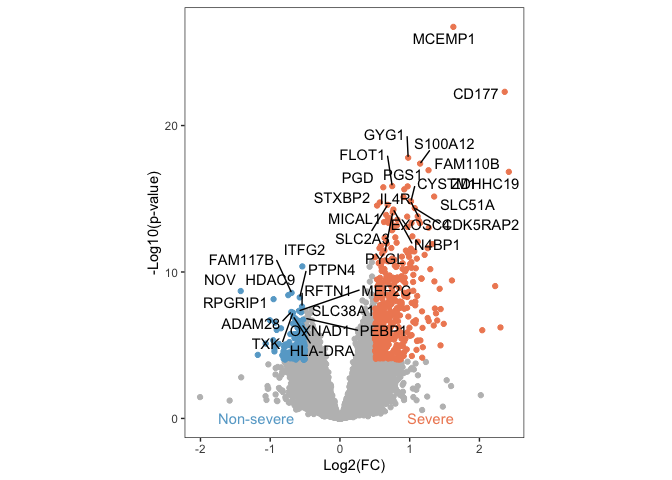 MCEMP1
CD177
20
GYG1
S100A12
FLOT1
FAM110B
PGD
PGS1
CYSTM1
ZDHHC19
STXBP2
IL4R
SLC51A
MICAL1
EXOSC4
CDK5RAP2
SLC2A3
N4BP1
ITFG2
PYGL
FAM117B
PTPN4
10
NOV
HDAC9
RFTN1
MEF2C
RPGRIP1
SLC38A1
ADAM28
OXNAD1
PEBP1
TXK
HLA-DRA
0
Non-severe
Severe
-2
-1
0
1
2
Log2(FC)
-Log10(p-value)